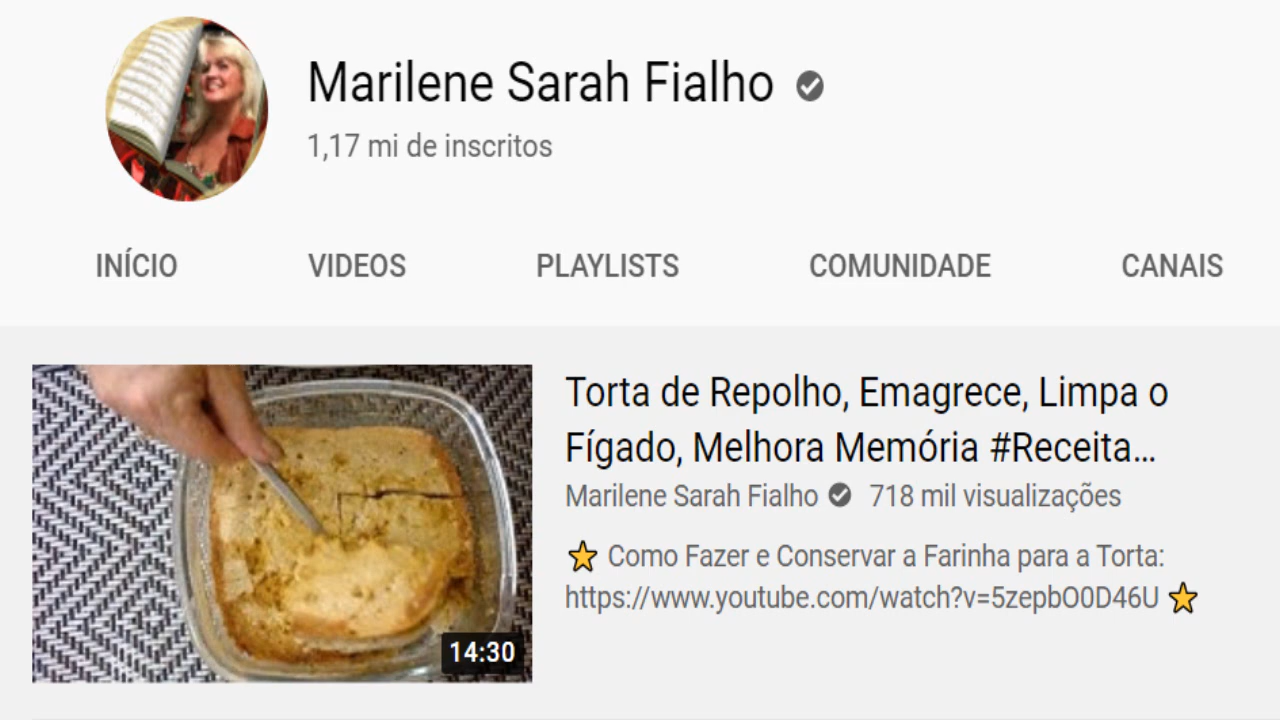 Marilene Sarah Fialho
1,17 mi de inscritos
INÍCIO VIDEOS PLAYLISTS COMUNIDADE CANAIS
Torta de Repolho, Emagrece, Limpa o
Fígado, Melhora Memória #Receita...
Marilene Sarah Fialho 718 mil visualizações
⭐ Como Fazer e Conservar a Farinha para a Torta:
https://www.youtube.com/watch?v=5zepbO0D46U ⭐
14:30